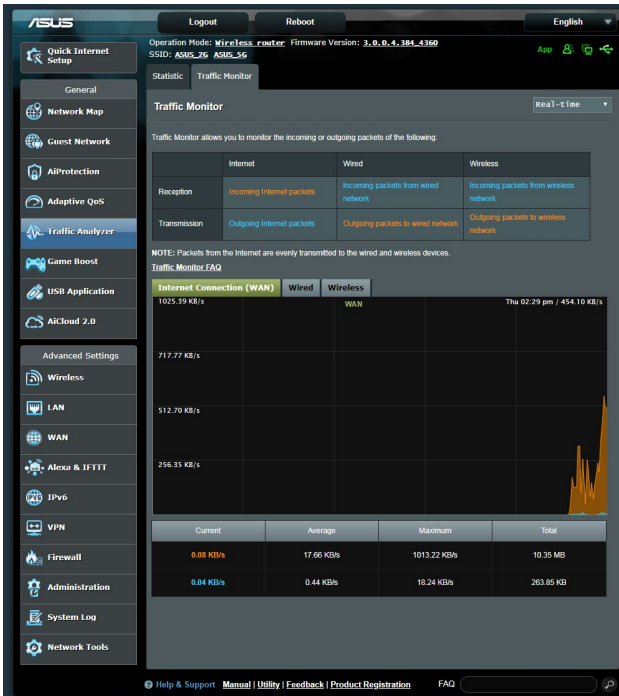 ASUS
Logout
Reboot
English
Quick Internet
Setup
Operation Mode: Wireless router Firmware Version: 3.0.0.4.384_4360
SSID: ASUS_2G ASUS_5G
App
Statistic
Traffic Monitor
General
Network Map
Guest Network
AiProtection
Adaptive QoS
Traffic Analyzer
Game Boost
USB Application
AiCloud 2.0
Advanced Settings
Wireless
LAN
WAN
Alexa & IFTTT
IPv6
VPN
Firewall
Administration
System Log
Network Tools
Traffic Monitor
Real-time
Traffic Monitor allows you to monitor the incoming or outgoing packets of the following:
Internet Wired Wireless
Reception
Incoming Internet packets
Incoming packets from wired
network
Incoming packets from wireless
network
Transmission
Outgoing Internet packets
Outgoing packets to wired network
Outgoing packets to wireless
network
NOTE: Packets from the Internet are evenly transmitted to the wired and wireless devices.
Traffic Monitor FAQ
Internet Connection (WAN) Wired Wireless
1025.39 KB/s
WAN
Thu 02:29 pm / 454.10 KB/s
717.77 KB/s
512.70 KB/s
256.35 KB/s
Current Average Maximum Total
0.08 KB/s 17.66 KB/s 1013.22 KB/s 10.35 MB
0.04 KB/s 0.44 KB/s 18.24 KB/s 263.85 KB
Help & Support Manual | Utility | Feedback | Product Registration FAQ